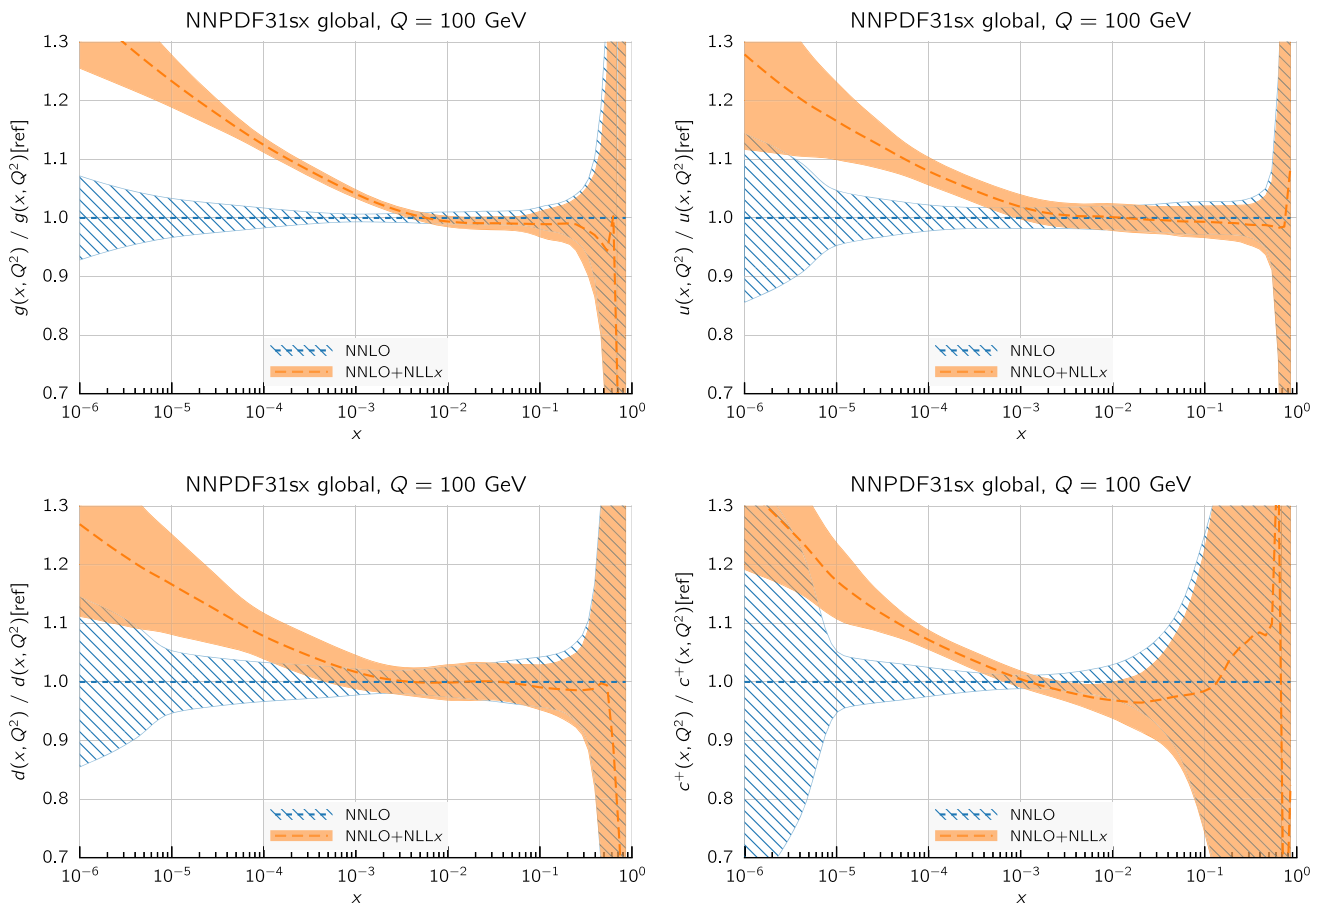 NNPDF31sx global, Q = 100 GeV
g(x, Q²) / g(x, Q²)[ref]
1.3
1.2
1.1
1.0
0.9
0.8
0.7
NNLO
NNLO+NLLx
10⁻⁶ 10⁻⁵ 10⁻⁴ 10⁻³ 10⁻² 10⁻¹ 10⁰
x
NNPDF31sx global, Q = 100 GeV
u(x, Q²) / u(x, Q²)[ref]
1.3
1.2
1.1
1.0
0.9
0.8
0.7
NNLO
NNLO+NLLx
10⁻⁶ 10⁻⁵ 10⁻⁴ 10⁻³ 10⁻² 10⁻¹ 10⁰
x
NNPDF31sx global, Q = 100 GeV
d(x, Q²) / d(x, Q²)[ref]
1.3
1.2
1.1
1.0
0.9
0.8
0.7
NNLO
NNLO+NLLx
10⁻⁶ 10⁻⁵ 10⁻⁴ 10⁻³ 10⁻² 10⁻¹ 10⁰
x
NNPDF31sx global, Q = 100 GeV
c⁺(x, Q²) / c⁺(x, Q²)[ref]
1.3
1.2
1.1
1.0
0.9
0.8
0.7
NNLO
NNLO+NLLx
10⁻⁶ 10⁻⁵ 10⁻⁴ 10⁻³ 10⁻² 10⁻¹ 10⁰
x